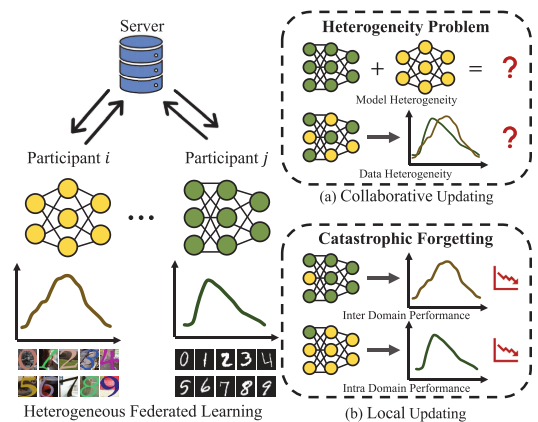 Server
Participant i
Participant j
...
0 1 2 3 4
5 6 7 8 9
Heterogeneous Federated Learning
Heterogeneity Problem
+ = ?
Model Heterogeneity
?
Data Heterogeneity
(a) Collaborative Updating
Catastrophic Forgetting
Inter Domain Performance
Intra Domain Performance
(b) Local Updating